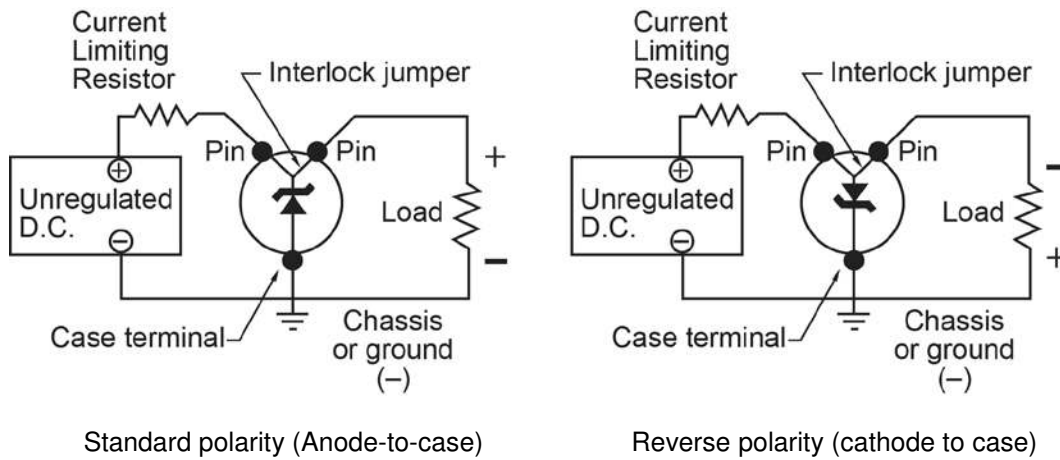 Current
Limiting
Resistor
Interlock jumper
Pin
Pin
+
Unregulated
D.C.
−
+
Load
−
Case terminal
Chassis
or ground
(−)
Standard polarity (Anode-to-case)
Current
Limiting
Resistor
Interlock jumper
Pin
Pin
+
Unregulated
D.C.
−
−
Load
+
Case terminal
Chassis
or ground
(−)
Reverse polarity (cathode to case)